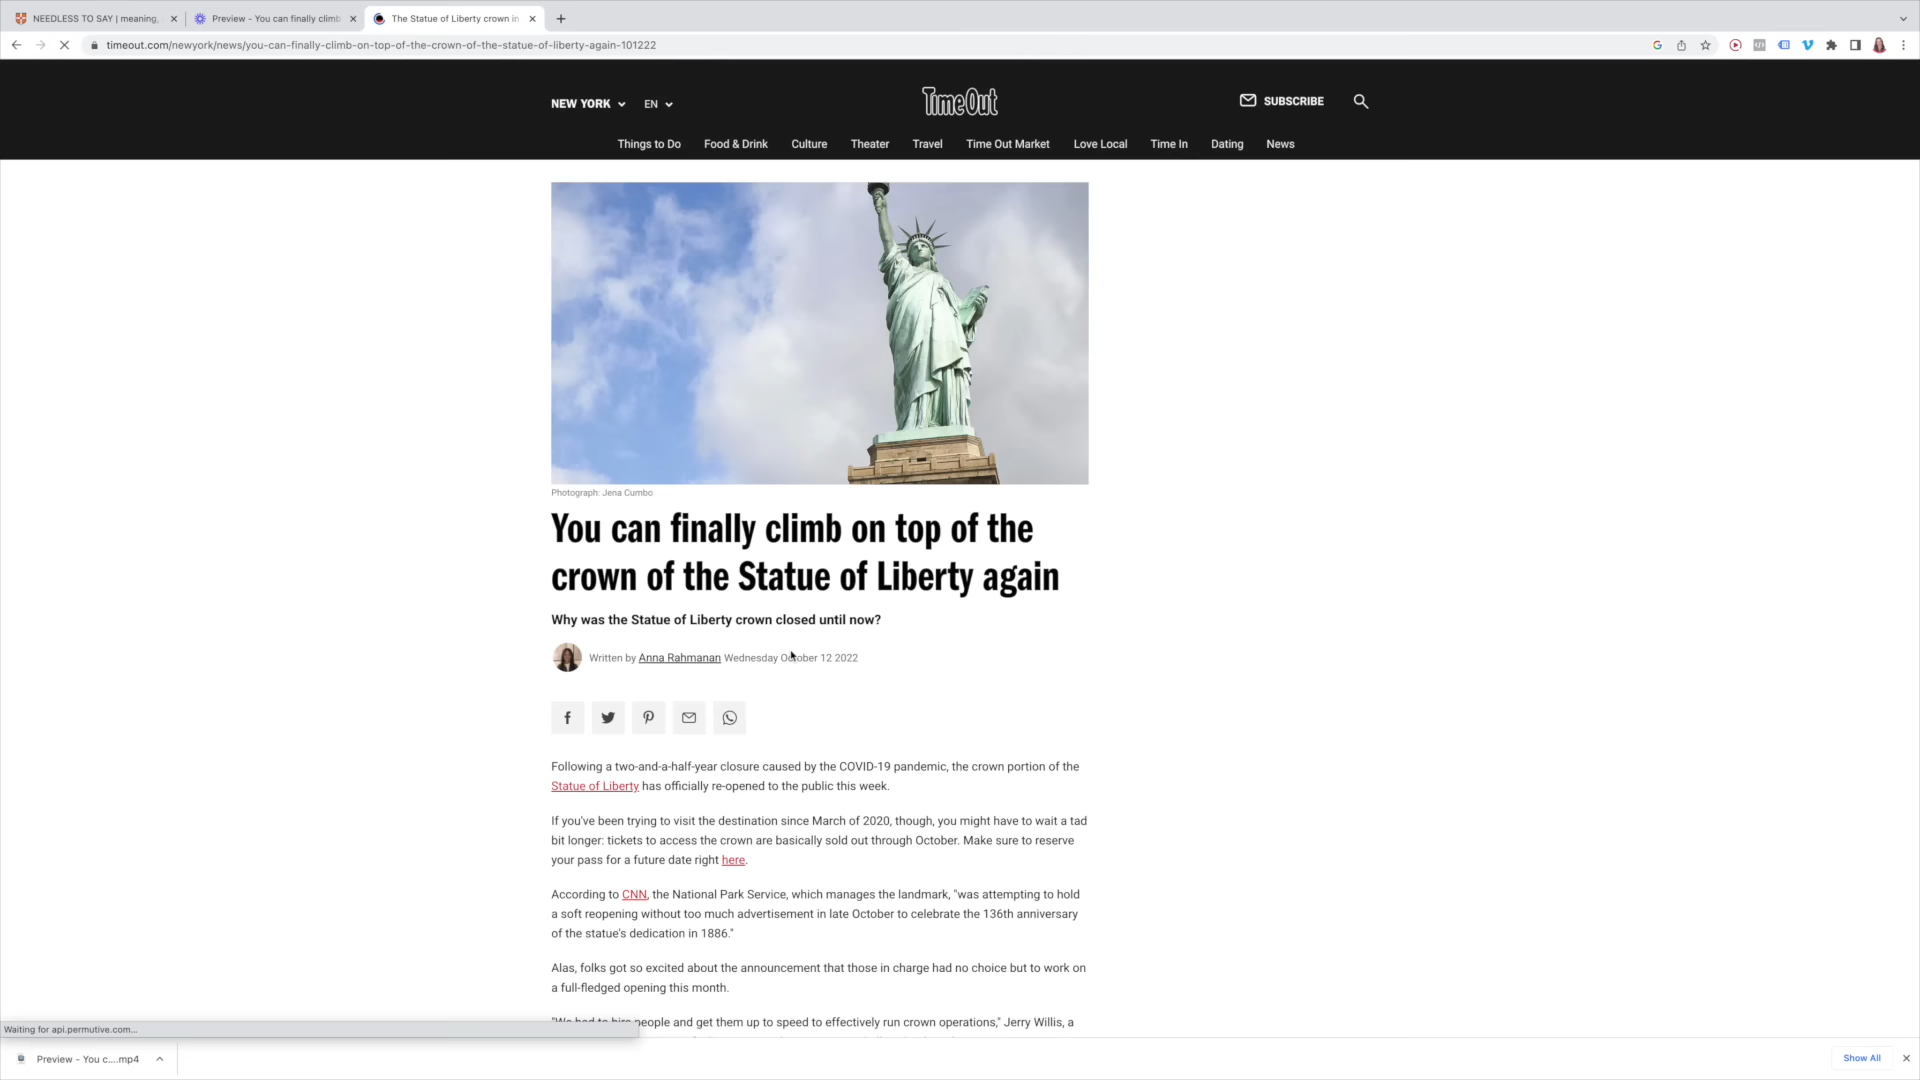 NEEDLESS TO SAY | meaning,
Preview - You can finally climb
The Statue of Liberty crown in
timeout.com/newyork/news/you-can-finally-climb-on-top-of-the-crown-of-the-statue-of-liberty-again-101222
NEW YORK
EN
TimeOut
SUBSCRIBE
Things to Do
Food & Drink
Culture
Theater
Travel
Time Out Market
Love Local
Time In
Dating
News
Photograph: Jena Cumbo
You can finally climb on top of the
crown of the Statue of Liberty again
Why was the Statue of Liberty crown closed until now?
Written by Anna Rahmanan Wednesday October 12 2022
Following a two-and-a-half-year closure caused by the COVID-19 pandemic, the crown portion of the
Statue of Liberty has officially re-opened to the public this week.
If you've been trying to visit the destination since March of 2020, though, you might have to wait a tad
bit longer: tickets to access the crown are basically sold out through October. Make sure to reserve
your pass for a future date right here.
According to CNN, the National Park Service, which manages the landmark, "was attempting to hold
a soft reopening without too much advertisement in late October to celebrate the 136th anniversary
of the statue's dedication in 1886."
Alas, folks got so excited about the announcement that those in charge had no choice but to work on
a full-fledged opening this month.
"We had to hire people and get them up to speed to effectively run crown operations," Jerry Willis, a
Waiting for api.permutive.com...
Preview - You c....mp4
Show All